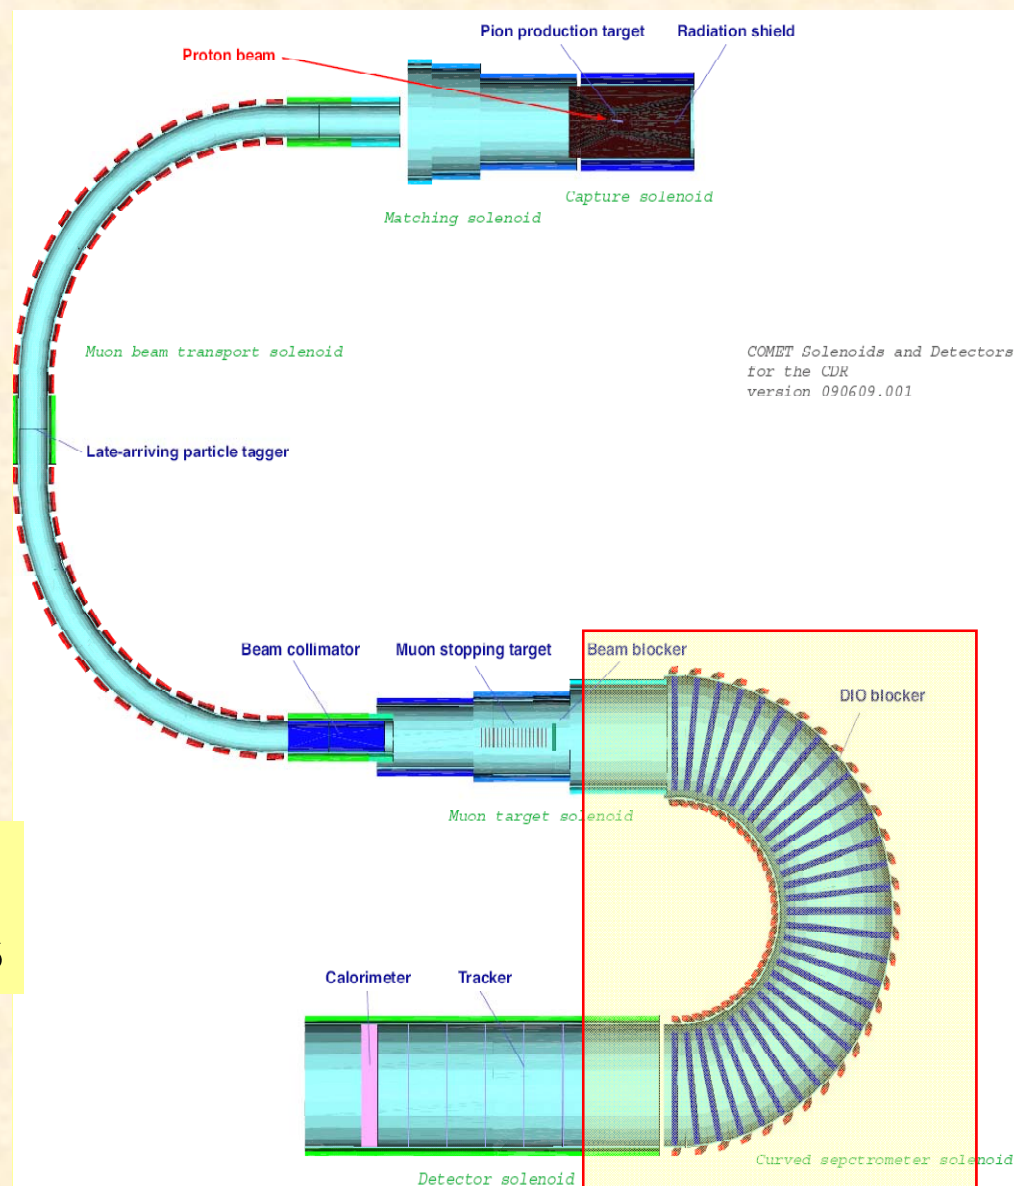 Pion production target
Radiation shield
Proton beam
Capture solenoid
Matching solenoid
Muon beam transport solenoid
COMET Solenoids and Detectors
for the CDR
version 090609.001
Late-arriving particle tagger
Beam collimator
Muon stopping target
Beam blocker
DIO blocker
Muon target solenoid
Calorimeter
Tracker
Curved sepctrometer solenoid
Detector solenoid